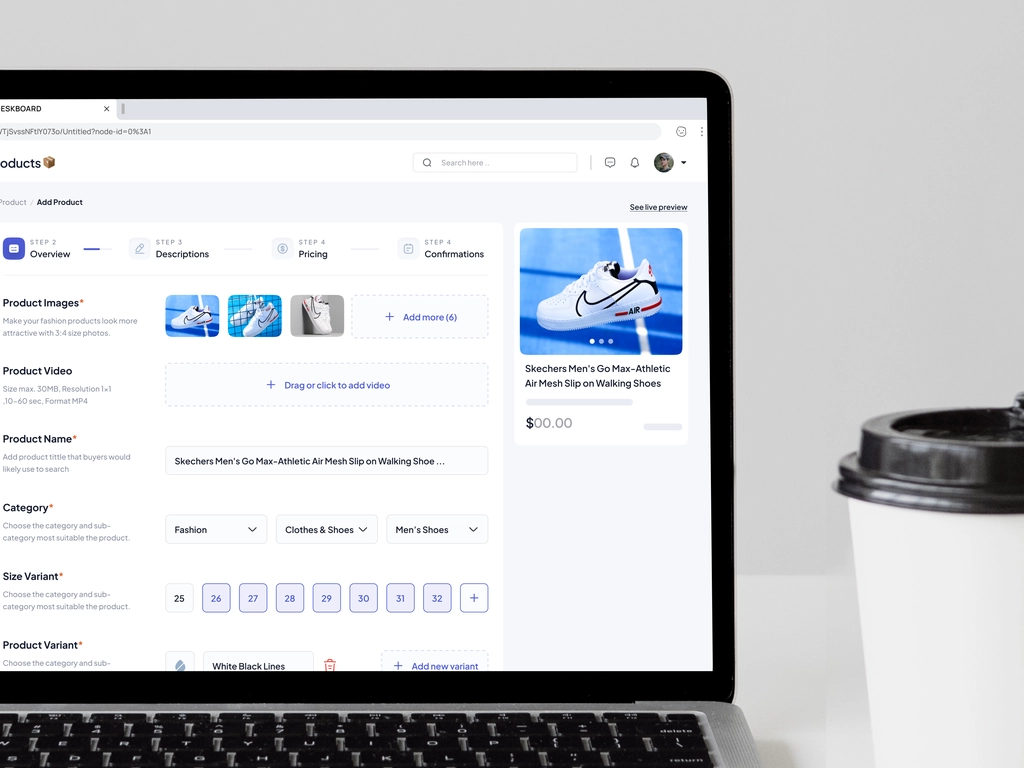 ESKBOARD
/TjSvssNFtlY073o/Untitled?node-id=0%3A1
oducts
Search here . .
Product / Add Product
See live preview
STEP 2
Overview
STEP 3
Descriptions
STEP 4
Pricing
STEP 4
Confirmations
Product Images*
Make your fashion products look more
attractive with 3:4 size photos.
Add more (6)
AIR
Skechers Men's Go Max-Athletic
Air Mesh Slip on Walking Shoes
$00.00
Product Video
Size max. 30MB, Resolution 1x1
,10-60 sec, Format MP4
Drag or click to add video
Product Name*
Add product tittle that buyers would
likely use to search
Skechers Men's Go Max-Athletic Air Mesh Slip on Walking Shoe ...
Category*
Choose the category and sub-
category most suitable the product.
Fashion
Clothes & Shoes
Men's Shoes
Size Variant*
Choose the category and sub-
category most suitable the product.
25 26 27 28 29 30 31 32
Product Variant*
Choose the category and sub-
White Black Lines
Add new variant
delete
return